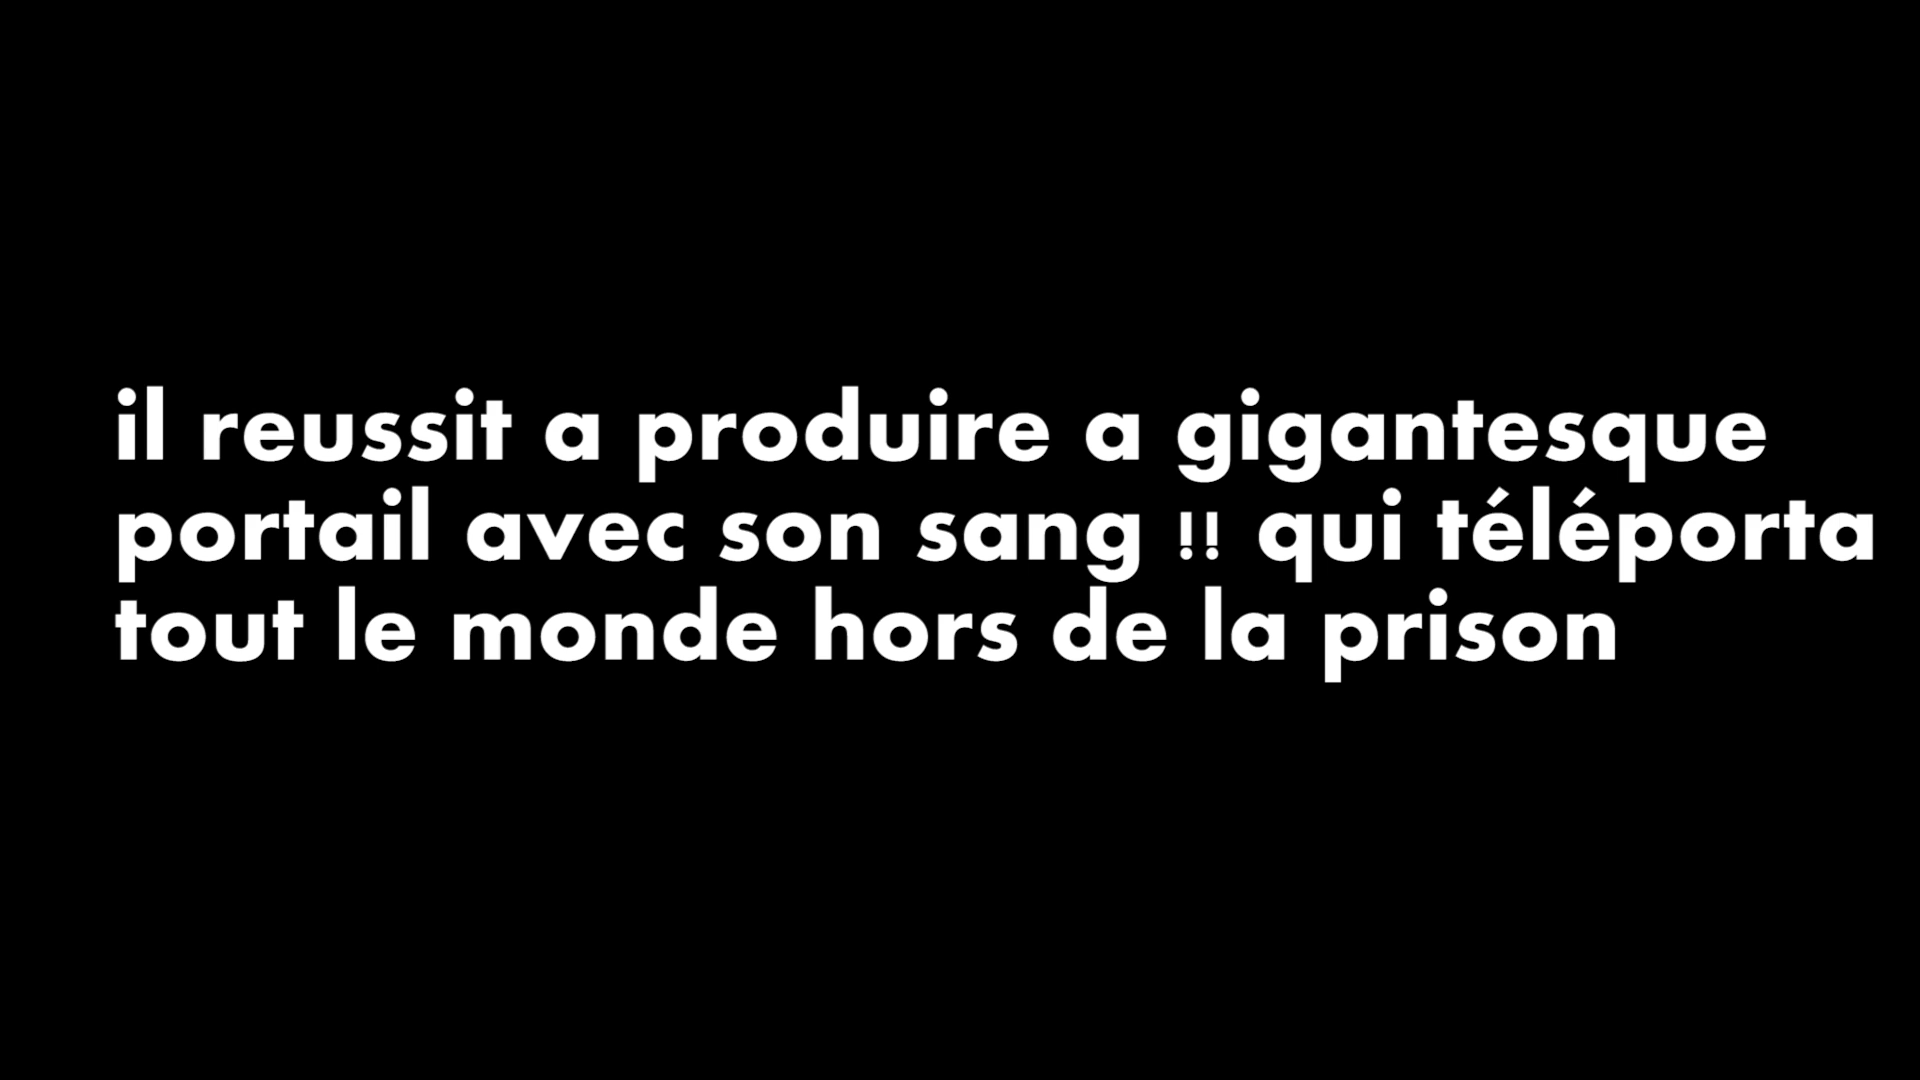 il reussit a produire a gigantesque
portail avec son sang !! qui téléporta
tout le monde hors de la prison